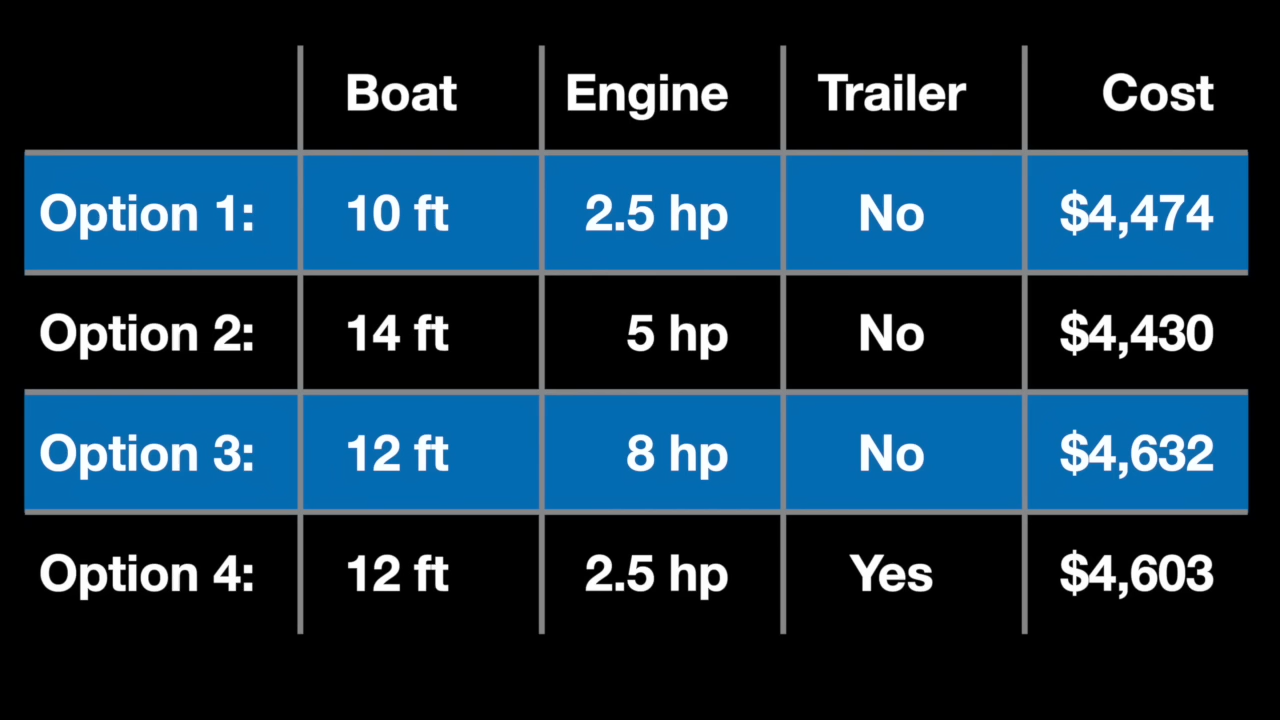 Boat Engine Trailer Cost
Option 1: 10 ft 2.5 hp No $4,474
Option 2: 14 ft 5 hp No $4,430
Option 3: 12 ft 8 hp No $4,632
Option 4: 12 ft 2.5 hp Yes $4,603